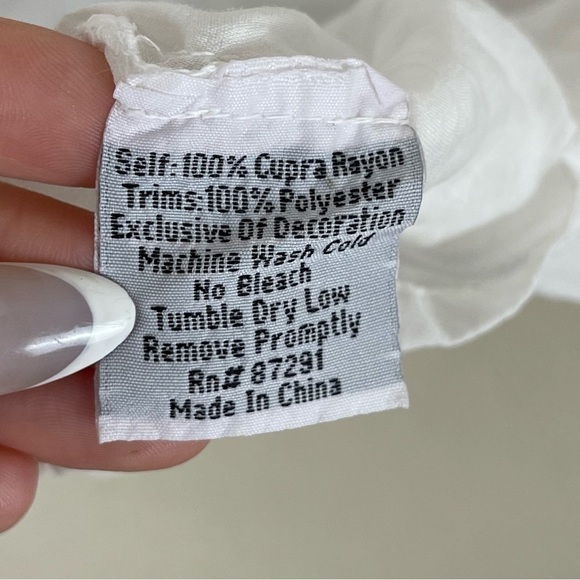 Self: 100% Cupra Rayon
Trims: 100% Polyester
Exclusive Of Decoration
Machine Wash Cold
No Bleach
Tumble Dry Low
Remove Promptly
Rn# 87291
Made In China